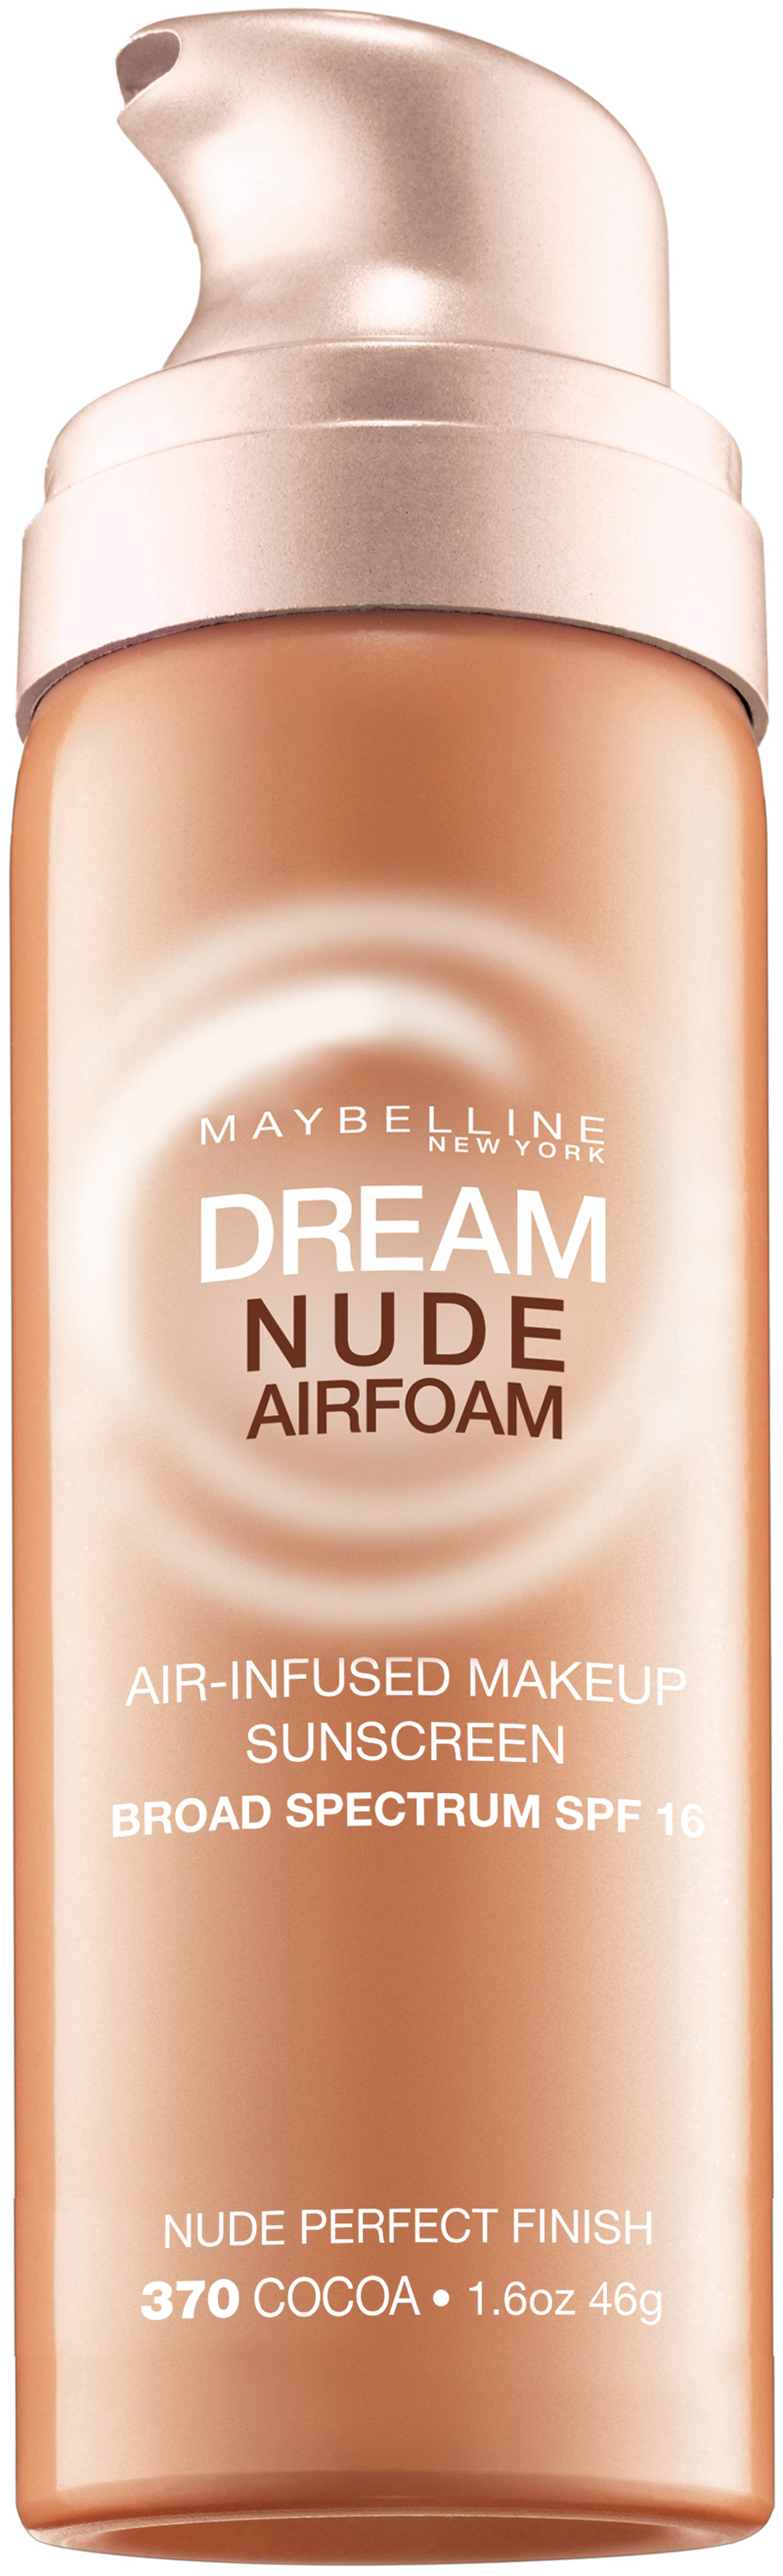 MAYBELLINE
NEW YORK
DREAM
NUDE
AIRFOAM
AIR-INFUSED MAKEUP
SUNSCREEN
BROAD SPECTRUM SPF 16
NUDE PERFECT FINISH
370 COCOA • 1.6oz 46g